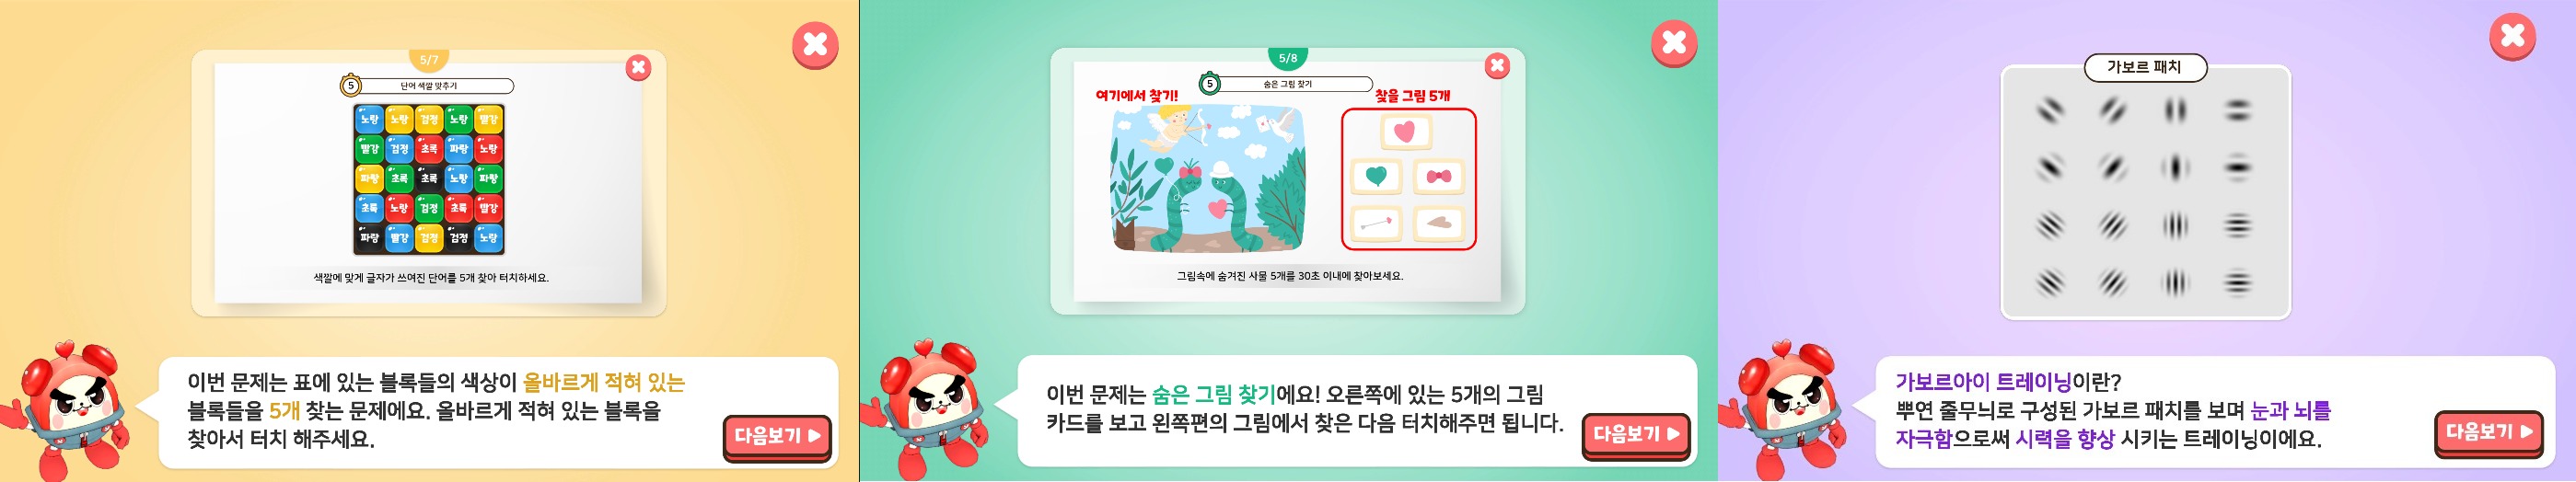 5/7
5
단어 색깔 맞추기
노랑 노랑 검정 노랑 빨강
빨강 검정 초록 파랑 노랑
파랑 초록 초록 노랑 파랑
초록 노랑 검정 초록 빨강
파랑 빨강 검정 검정 노랑
색깔에 맞게 글자가 쓰여진 단어를 5개 찾아 터치하세요.
이번 문제는 표에 있는 블록들의 색상이 올바르게 적혀 있는
블록들을 5개 찾는 문제에요. 올바르게 적혀 있는 블록을
찾아서 터치 해주세요.
다음보기
5/8
5
숨은 그림 찾기
여기에서 찾기!
찾을 그림 5개
그림속에 숨겨진 사물 5개를 30초 이내에 찾아보세요.
이번 문제는 숨은 그림 찾기에요! 오른쪽에 있는 5개의 그림
카드를 보고 왼쪽편의 그림에서 찾은 다음 터치해주면 됩니다.
다음보기
가보르 패치
가보르아이 트레이닝이란?
뿌연 줄무늬로 구성된 가보르 패치를 보며 눈과 뇌를
자극함으로써 시력을 향상 시키는 트레이닝이에요.
다음보기